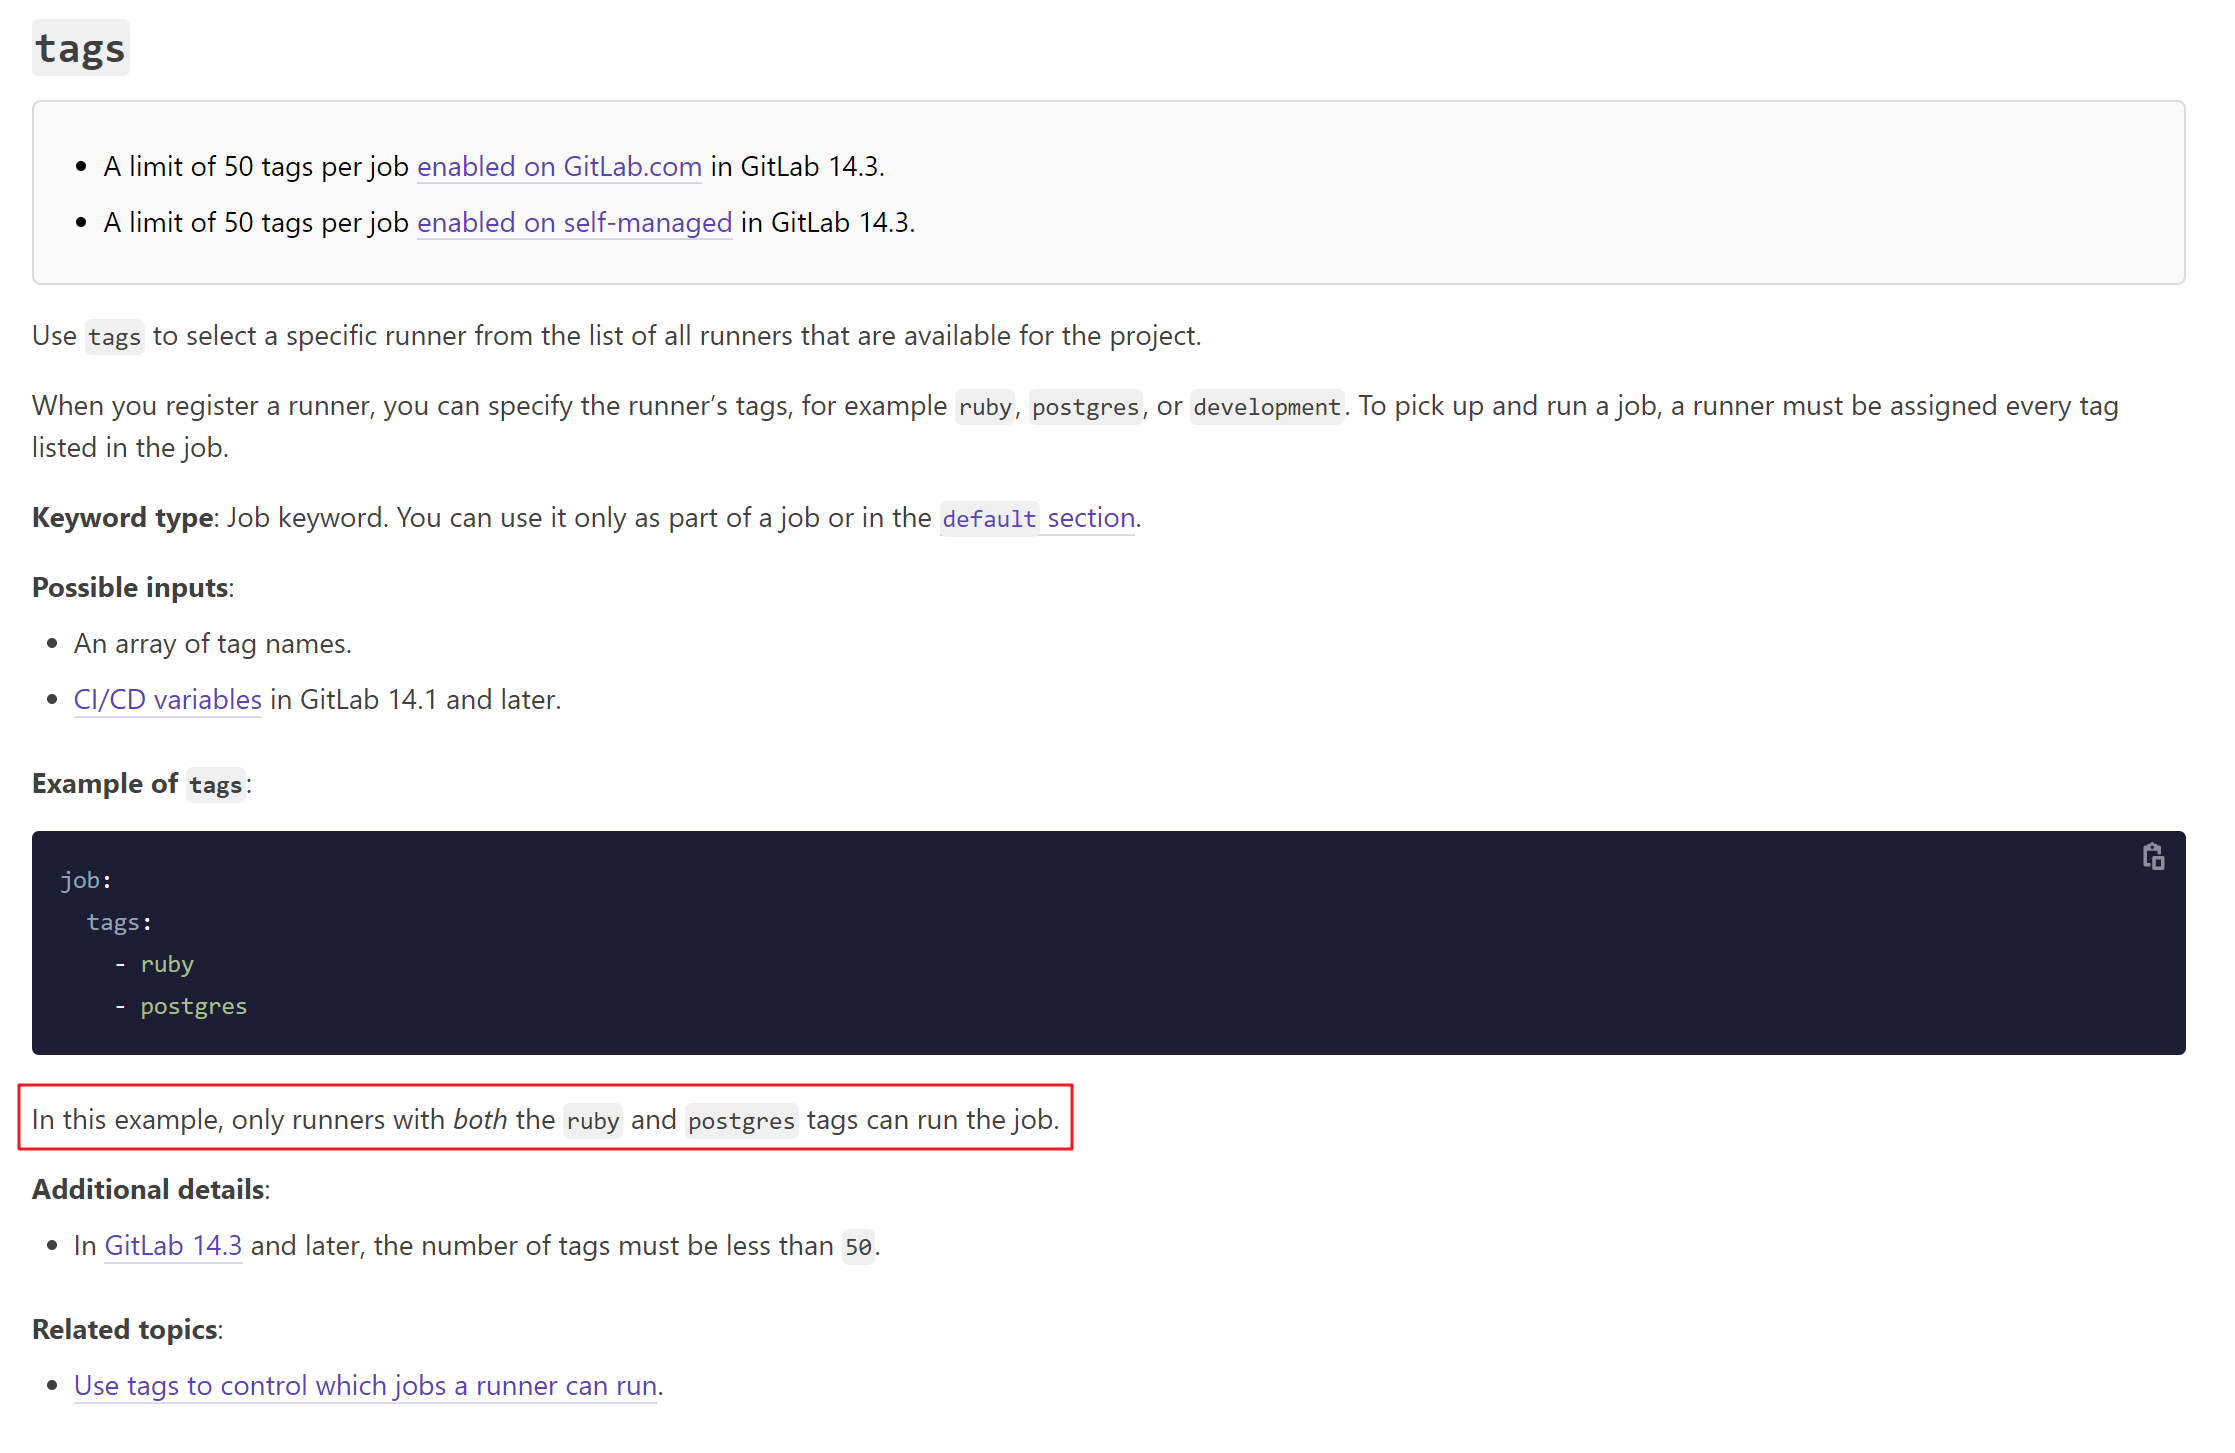 tags
A limit of 50 tags per job enabled on GitLab.com in GitLab 14.3.
A limit of 50 tags per job enabled on self-managed in GitLab 14.3.
Use tags to select a specific runner from the list of all runners that are available for the project.
When you register a runner, you can specify the runner’s tags, for example ruby, postgres, or development. To pick up and run a job, a runner must be assigned every tag
listed in the job.
Keyword type: Job keyword. You can use it only as part of a job or in the default section.
Possible inputs:
An array of tag names.
CI/CD variables in GitLab 14.1 and later.
Example of tags:
job:
  tags:
    - ruby
    - postgres
In this example, only runners with both the ruby and postgres tags can run the job.
Additional details:
In GitLab 14.3 and later, the number of tags must be less than 50.
Related topics:
Use tags to control which jobs a runner can run.